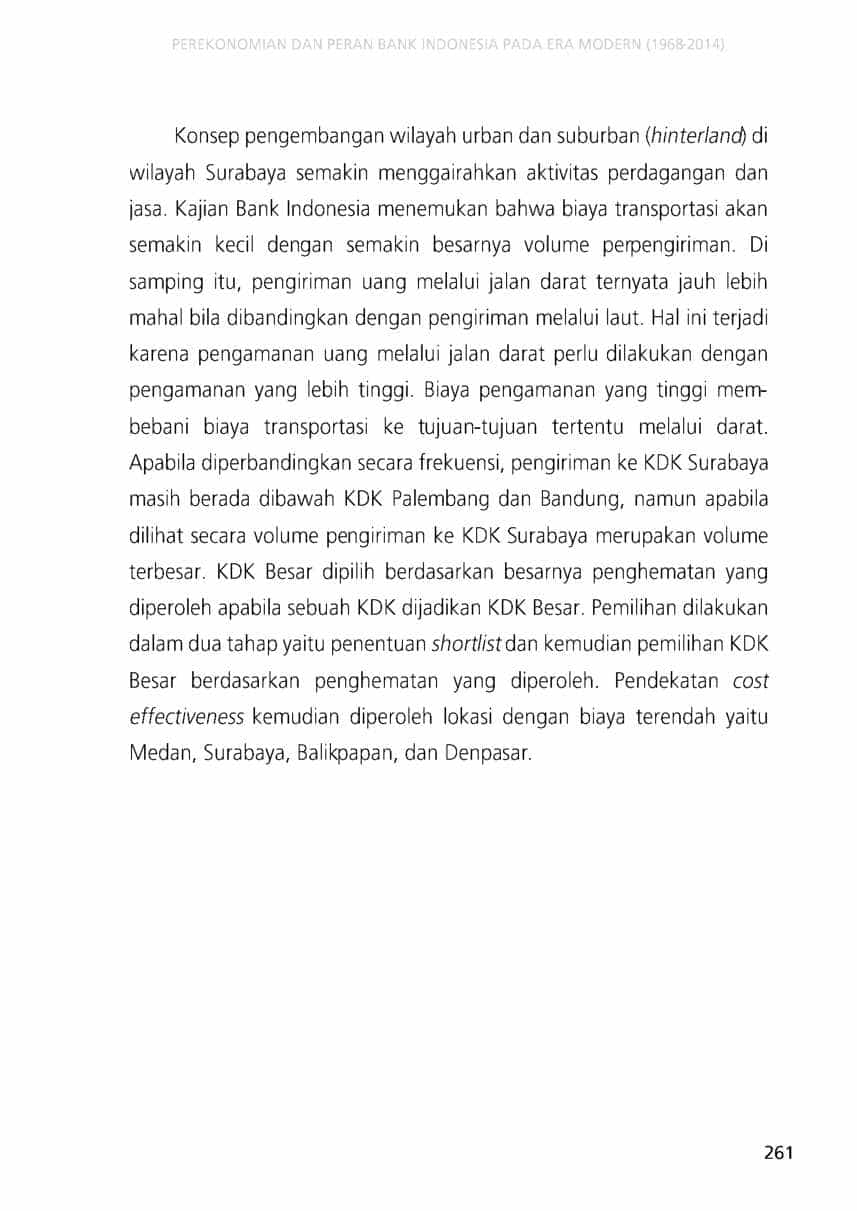 PEREKONOMIAN DAN PERAN BANK INDONESIA PADA ERA MODERN (1968-2014)
Konsep pengembangan wilayah urban dan suburban (hinterland) di
wilayah Surabaya semakin menggairahkan aktivitas perdagangan dan
jasa. Kajian Bank Indonesia menemukan bahwa biaya transportasi akan
semakin kecil dengan semakin besarnya volume perpengiriman. Di
samping itu, pengiriman uang melalui jalan darat ternyata jauh lebih
mahal bila dibandingkan dengan pengiriman melalui laut. Hal ini terjadi
karena pengamanan uang melalui jalan darat perlu dilakukan dengan
pengamanan yang lebih tinggi. Biaya pengamanan yang tinggi mem-
bebani biaya transportasi ke tujuan-tujuan tertentu melalui darat.
Apabila diperbandingkan secara frekuensi, pengiriman ke KDK Surabaya
masih berada dibawah KDK Palembang dan Bandung, namun apabila
dilihat secara volume pengiriman ke KDK Surabaya merupakan volume
terbesar. KDK Besar dipilih berdasarkan besarnya penghematan yang
diperoleh apabila sebuah KDK dijadikan KDK Besar. Pemilihan dilakukan
dalam dua tahap yaitu penentuan shortlist dan kemudian pemilihan KDK
Besar berdasarkan penghematan yang diperoleh. Pendekatan cost
effectiveness kemudian diperoleh lokasi dengan biaya terendah yaitu
Medan, Surabaya, Balikpapan, dan Denpasar.
261